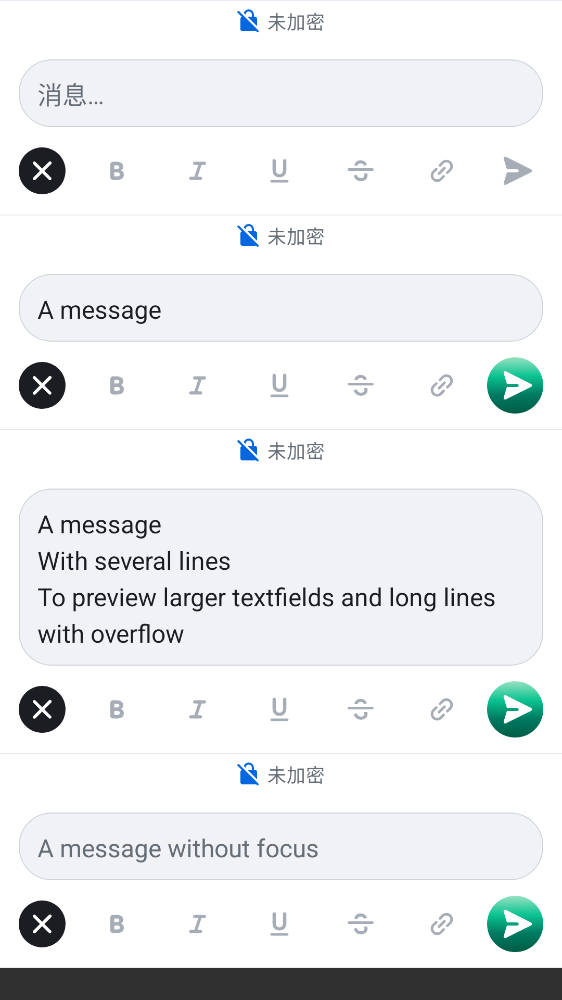 未加密
消息…
未加密
A message
未加密
A message
With several lines
To preview larger textfields and long lines
with overflow
未加密
A message without focus